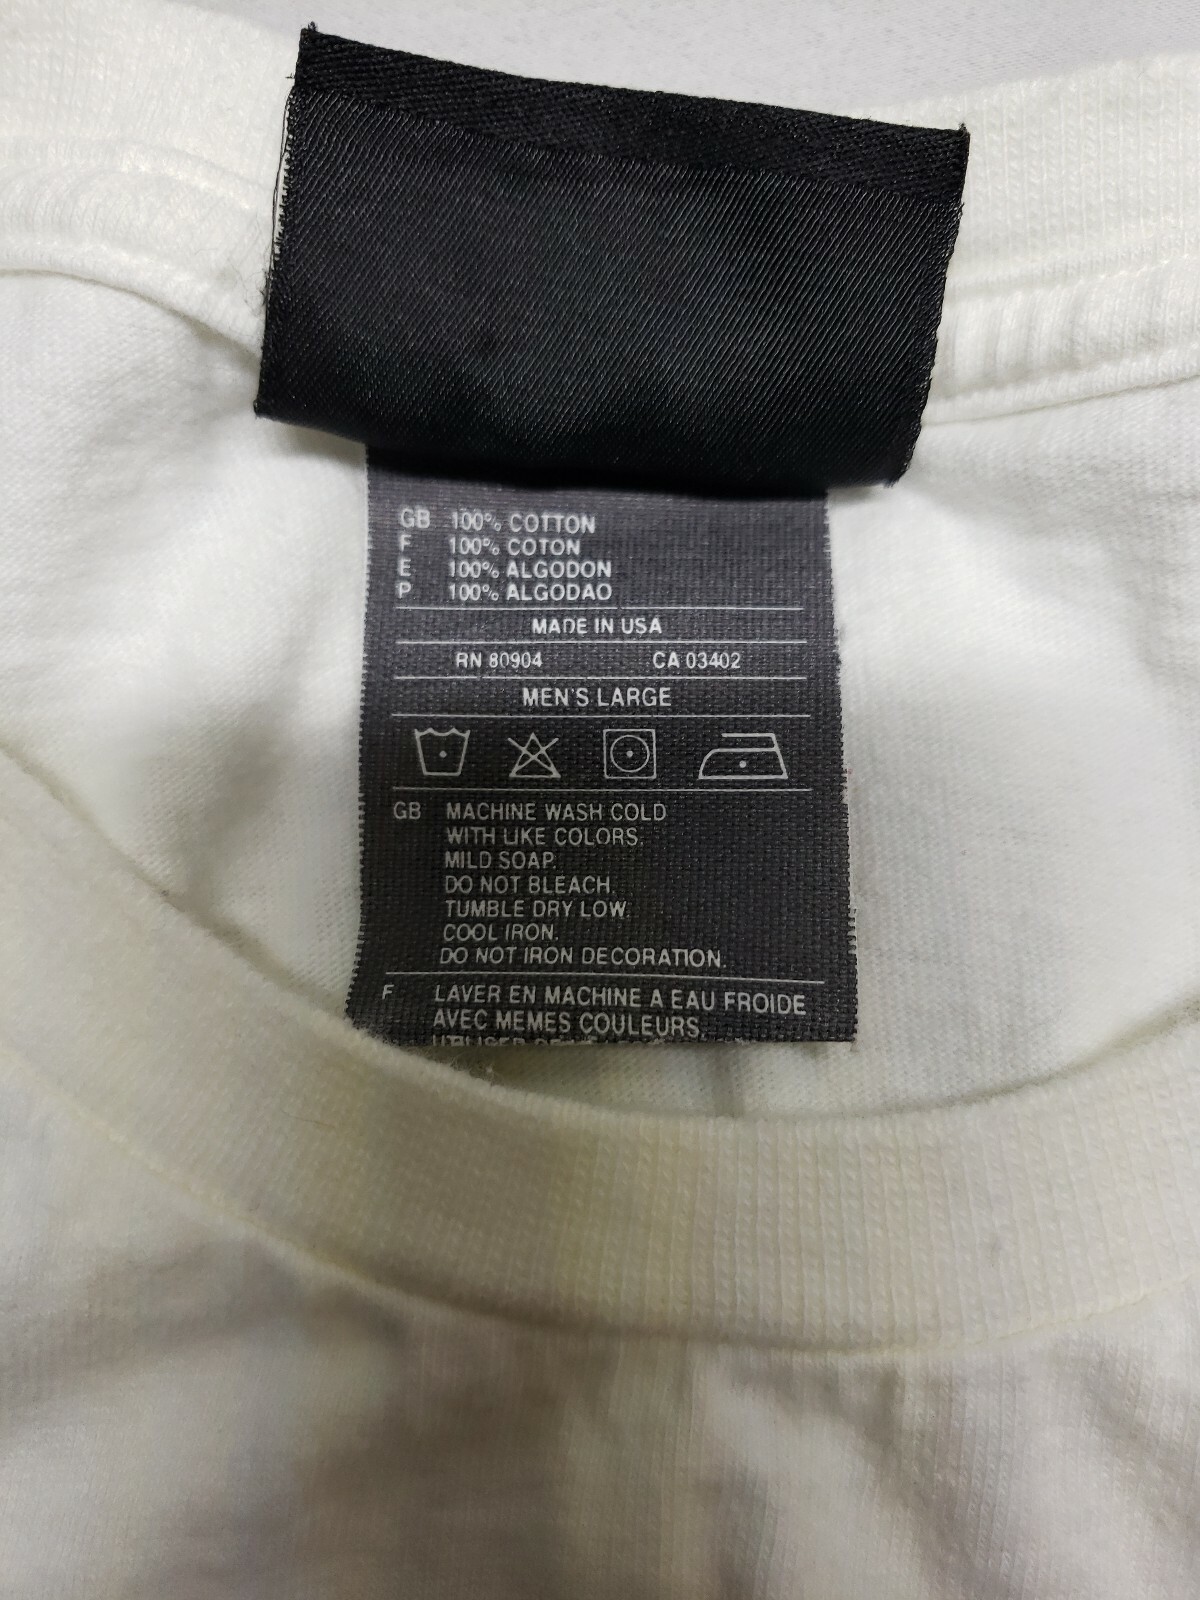 GB 100% COTTON
F 100% COTON
E 100% ALGODON
P 100% ALGODAO
MADE IN USA
RN 80904 CA 03402
MEN'S LARGE
GB MACHINE WASH COLD
WITH LIKE COLORS.
MILD SOAP.
DO NOT BLEACH.
TUMBLE DRY LOW.
COOL IRON.
DO NOT IRON DECORATION.
F LAVER EN MACHINE A EAU FROIDE
AVEC MEMES COULEURS.